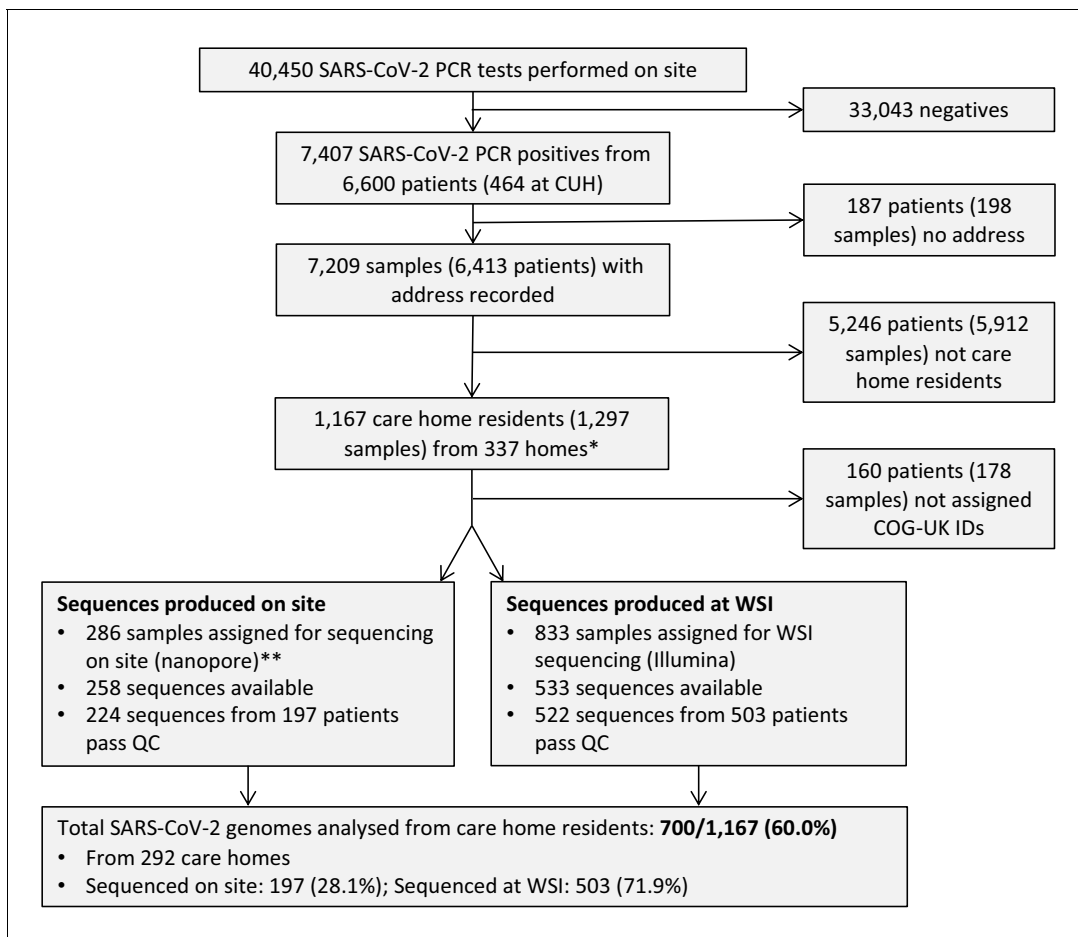 40,450 SARS-CoV-2 PCR tests performed on site
33,043 negatives
7,407 SARS-CoV-2 PCR positives from
6,600 patients (464 at CUH)
187 patients (198
samples) no address
7,209 samples (6,413 patients) with
address recorded
5,246 patients (5,912
samples) not care
home residents
1,167 care home residents (1,297
samples) from 337 homes*
160 patients (178
samples) not assigned
COG-UK IDs
Sequences produced on site
• 286 samples assigned for sequencing
on site (nanopore)**
• 258 sequences available
• 224 sequences from 197 patients
pass QC
Sequences produced at WSI
• 833 samples assigned for WSI
sequencing (Illumina)
• 533 sequences available
• 522 sequences from 503 patients
pass QC
Total SARS-CoV-2 genomes analysed from care home residents: 700/1,167 (60.0%)
• From 292 care homes
• Sequenced on site: 197 (28.1%); Sequenced at WSI: 503 (71.9%)